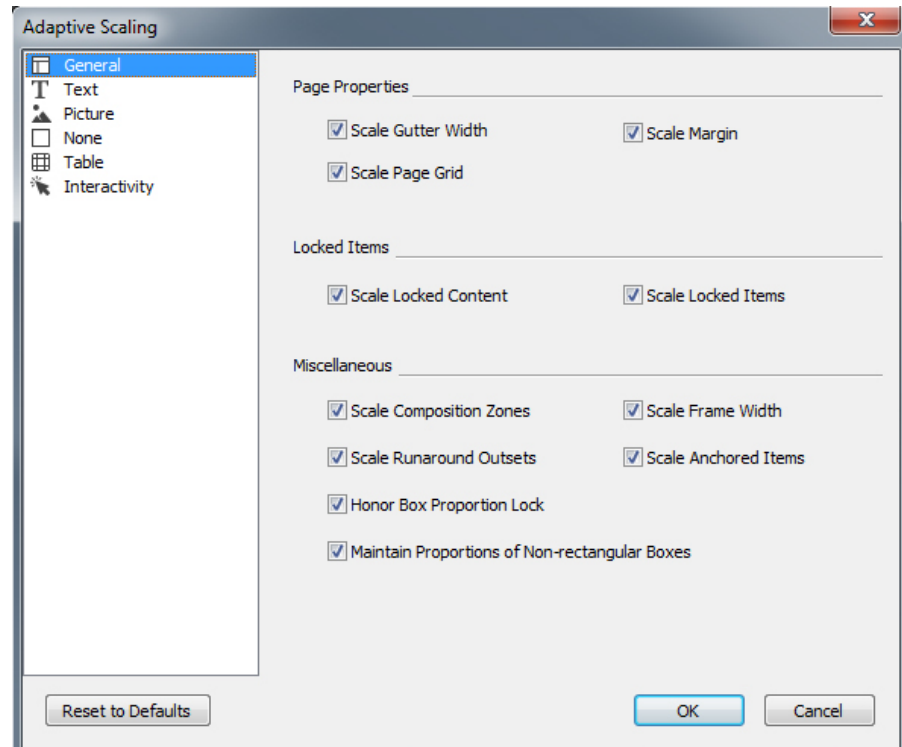 Adaptive Scaling
General
Text
Picture
None
Table
Interactivity
Page Properties
Scale Gutter Width
Scale Margin
Scale Page Grid
Locked Items
Scale Locked Content
Scale Locked Items
Miscellaneous
Scale Composition Zones
Scale Frame Width
Scale Runaround Outsets
Scale Anchored Items
Honor Box Proportion Lock
Maintain Proportions of Non-rectangular Boxes
Reset to Defaults
OK
Cancel